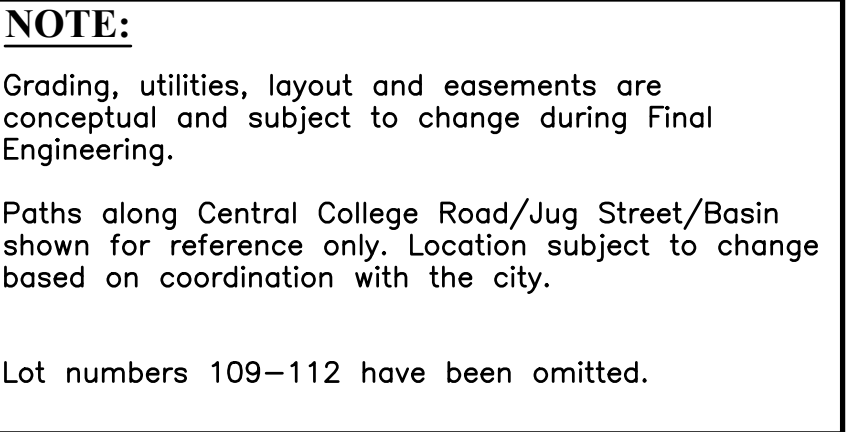 NOTE:
Grading, utilities, layout and easements are
conceptual and subject to change during Final
Engineering.
Paths along Central College Road/Jug Street/Basin
shown for reference only. Location subject to change
based on coordination with the city.
Lot numbers 109–112 have been omitted.